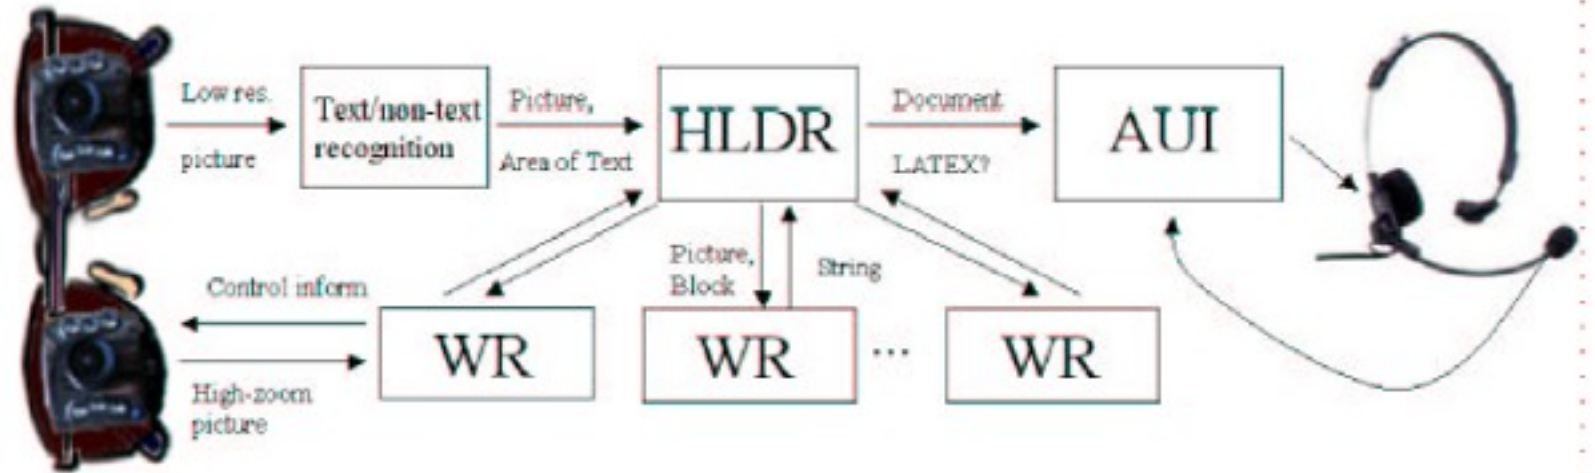 Low res.
picture
Text/non-text
recognition
Picture,
Area of Text
HLDR
Document
LATEX?
AUI
Control inform
High-zoom
picture
WR
Picture,
Block
String
WR
...
WR